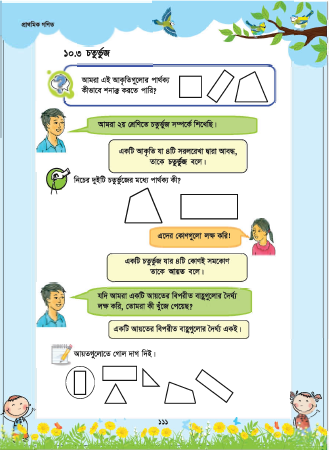 প্রাথমিক গণিত
১০.৩ চতুর্ভুজ
আমরা এই আকৃতিগুলোর পার্থক্য
কীভাবে শনাক্ত করতে পারি?
আমরা ২য় শ্রেণিতে চতুর্ভুজ সম্পর্কে শিখেছি।
একটি আকৃতি যা ৪টি সরলরেখা দ্বারা আবদ্ধ,
তাকে চতুর্ভুজ বলে।
নিচের দুইটি চতুর্ভুজের মধ্যে পার্থক্য কী?
এদের কোণগুলো লক্ষ করি!
একটি চতুর্ভুজ যার ৪টি কোণই সমকোণ
তাকে আয়ত বলে।
যদি আমরা একটি আয়তের বিপরীত বাহুগুলোর দৈর্ঘ্য
লক্ষ করি, তোমরা কী খুঁজে পেয়েছ?
একটি আয়তের বিপরীত বাহুগুলোর দৈর্ঘ্য একই।
আয়তগুলোতে গোল দাগ দিই।
১১১